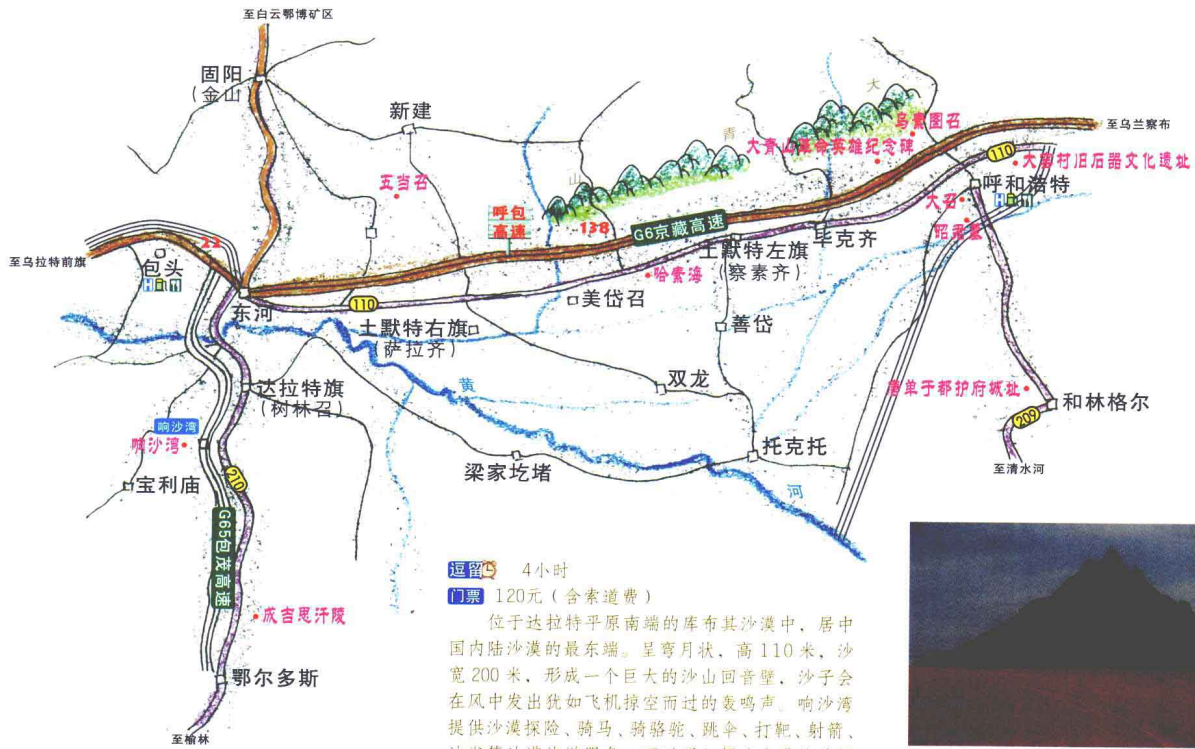 至白云鄂博矿区
固阳
(金山)
新建
五当召
大
青
山
乌素图召
大青山革命英雄纪念碑
至乌兰察布
110
大窑村旧石器文化遗址
呼和浩特
大召
昭君墓
呼包
高速
138
G6京藏高速
土默特左旗
(察素齐)
毕克齐
哈素海
至乌拉特前旗
22
包头
东河
110
美岱召
善岱
土默特右旗
(萨拉齐)
双龙
黄
河
达拉特旗
(树林召)
响沙湾
响沙湾
宝利庙
210
G65包茂高速
梁家圪堵
托克托
唐单于都护府城址
和林格尔
209
至清水河
成吉思汗陵
鄂尔多斯
至榆林
逗留 4小时
门票 120元(含索道费)
位于达拉特平原南端的库布其沙漠中,居中
国内陆沙漠的最东端。呈弯月状,高110米,沙
宽200米,形成一个巨大的沙山回音壁,沙子会
在风中发出犹如飞机掠空而过的轰鸣声。响沙湾
提供沙漠探险、骑马、骑骆驼、跳伞、打靶、射箭、